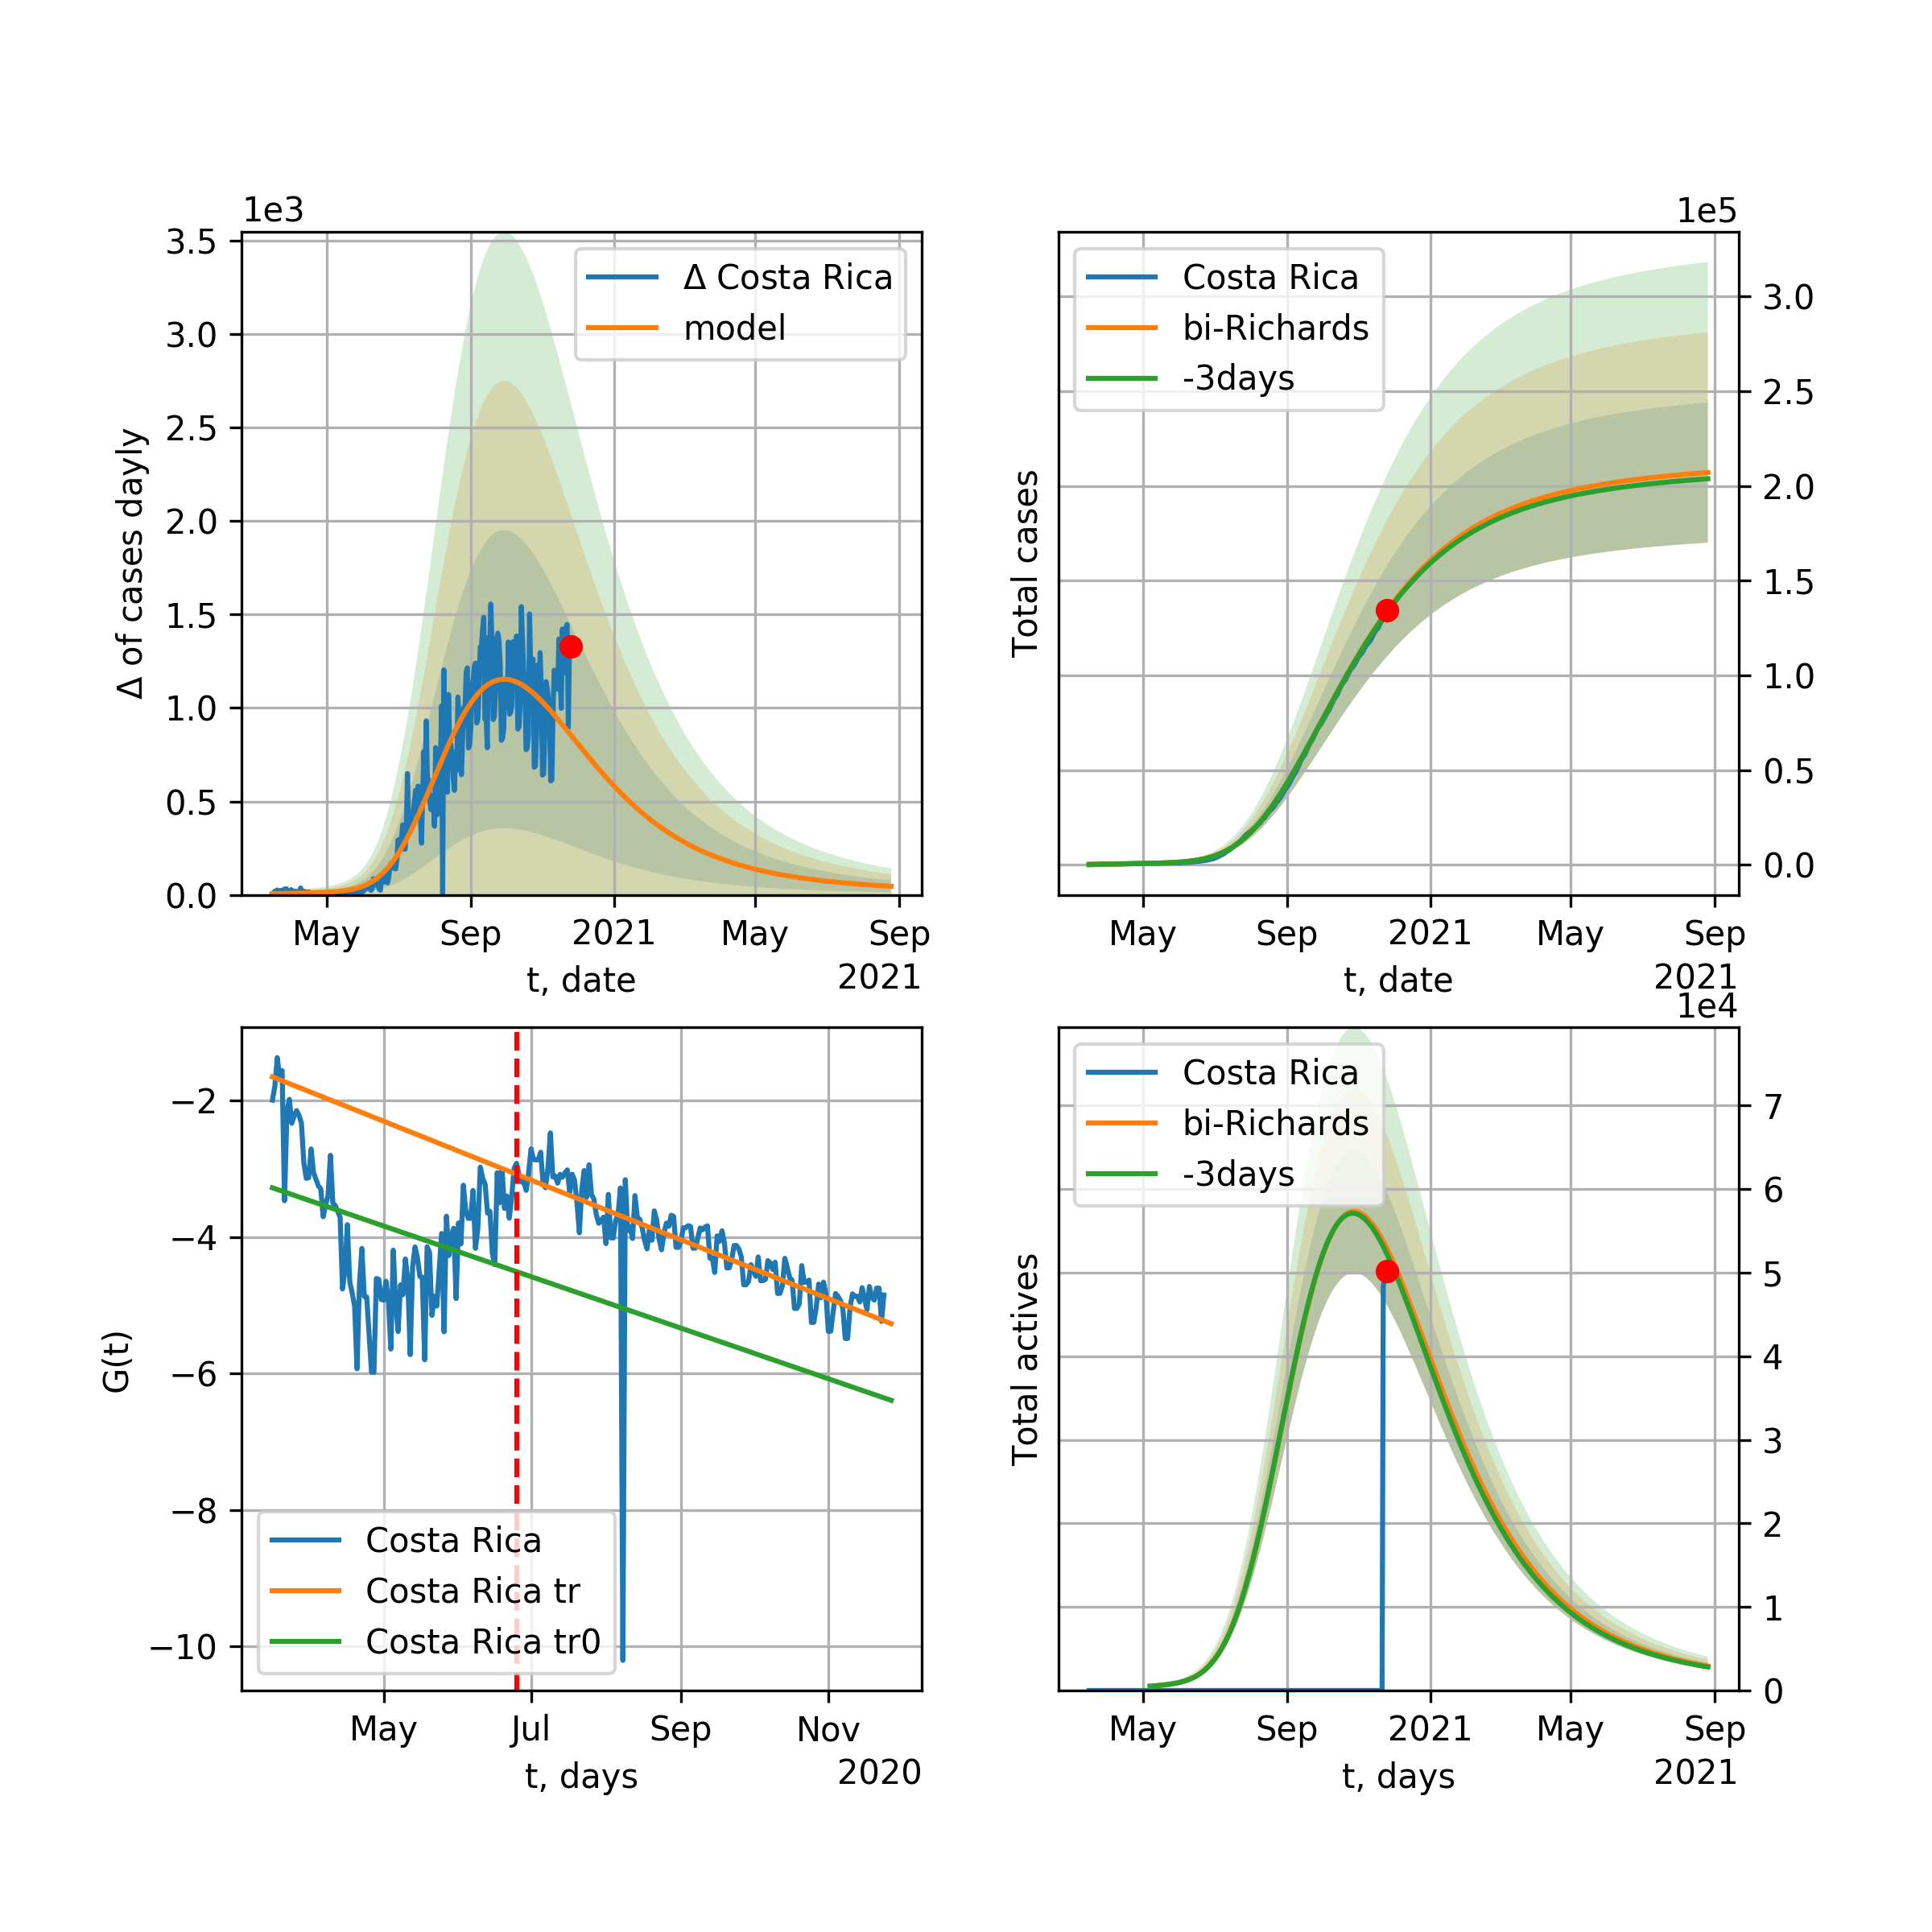 1e3
3.5
3.0
2.5
2.0
1.5
1.0
0.5
0.0
Δ of cases dayly
Δ Costa Rica
model
May Sep 2021 May Sep
t, date
2021
1e5
Costa Rica
bi-Richards
-3days
Total cases
3.0
2.5
2.0
1.5
1.0
0.5
0.0
May Sep 2021 May Sep
t, date
2021
−2
−4
−6
−8
−10
G(t)
Costa Rica
Costa Rica tr
Costa Rica tr0
May Jul Sep Nov
t, days
2020
1e4
Costa Rica
bi-Richards
-3days
Total actives
7
6
5
4
3
2
1
0
May Sep 2021 May Sep
t, days
2021